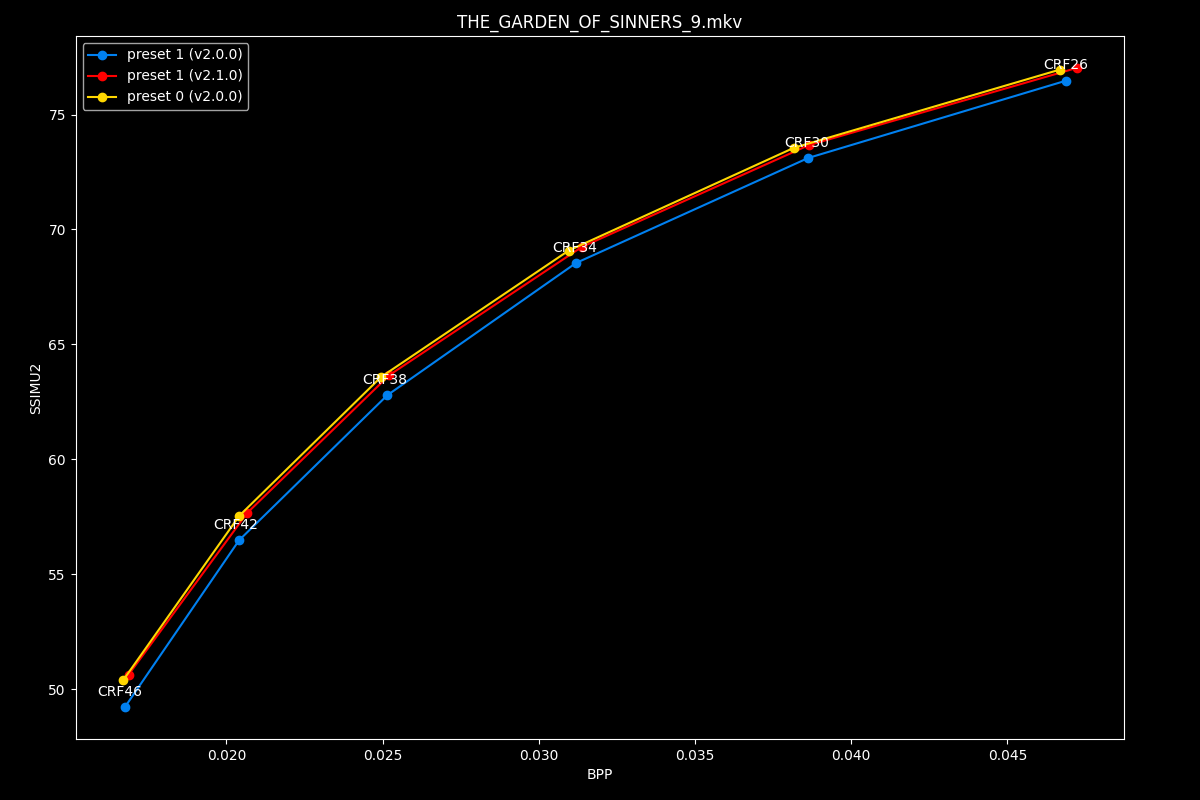 THE_GARDEN_OF_SINNERS_9.mkv
preset 1 (v2.0.0)
preset 1 (v2.1.0)
preset 0 (v2.0.0)
CRF26
75
CRF30
70
CRF34
65
CRF38
SSIMU2
60
CRF42
55
50
CRF46
0.020 0.025 0.030 0.035 0.040 0.045
BPP